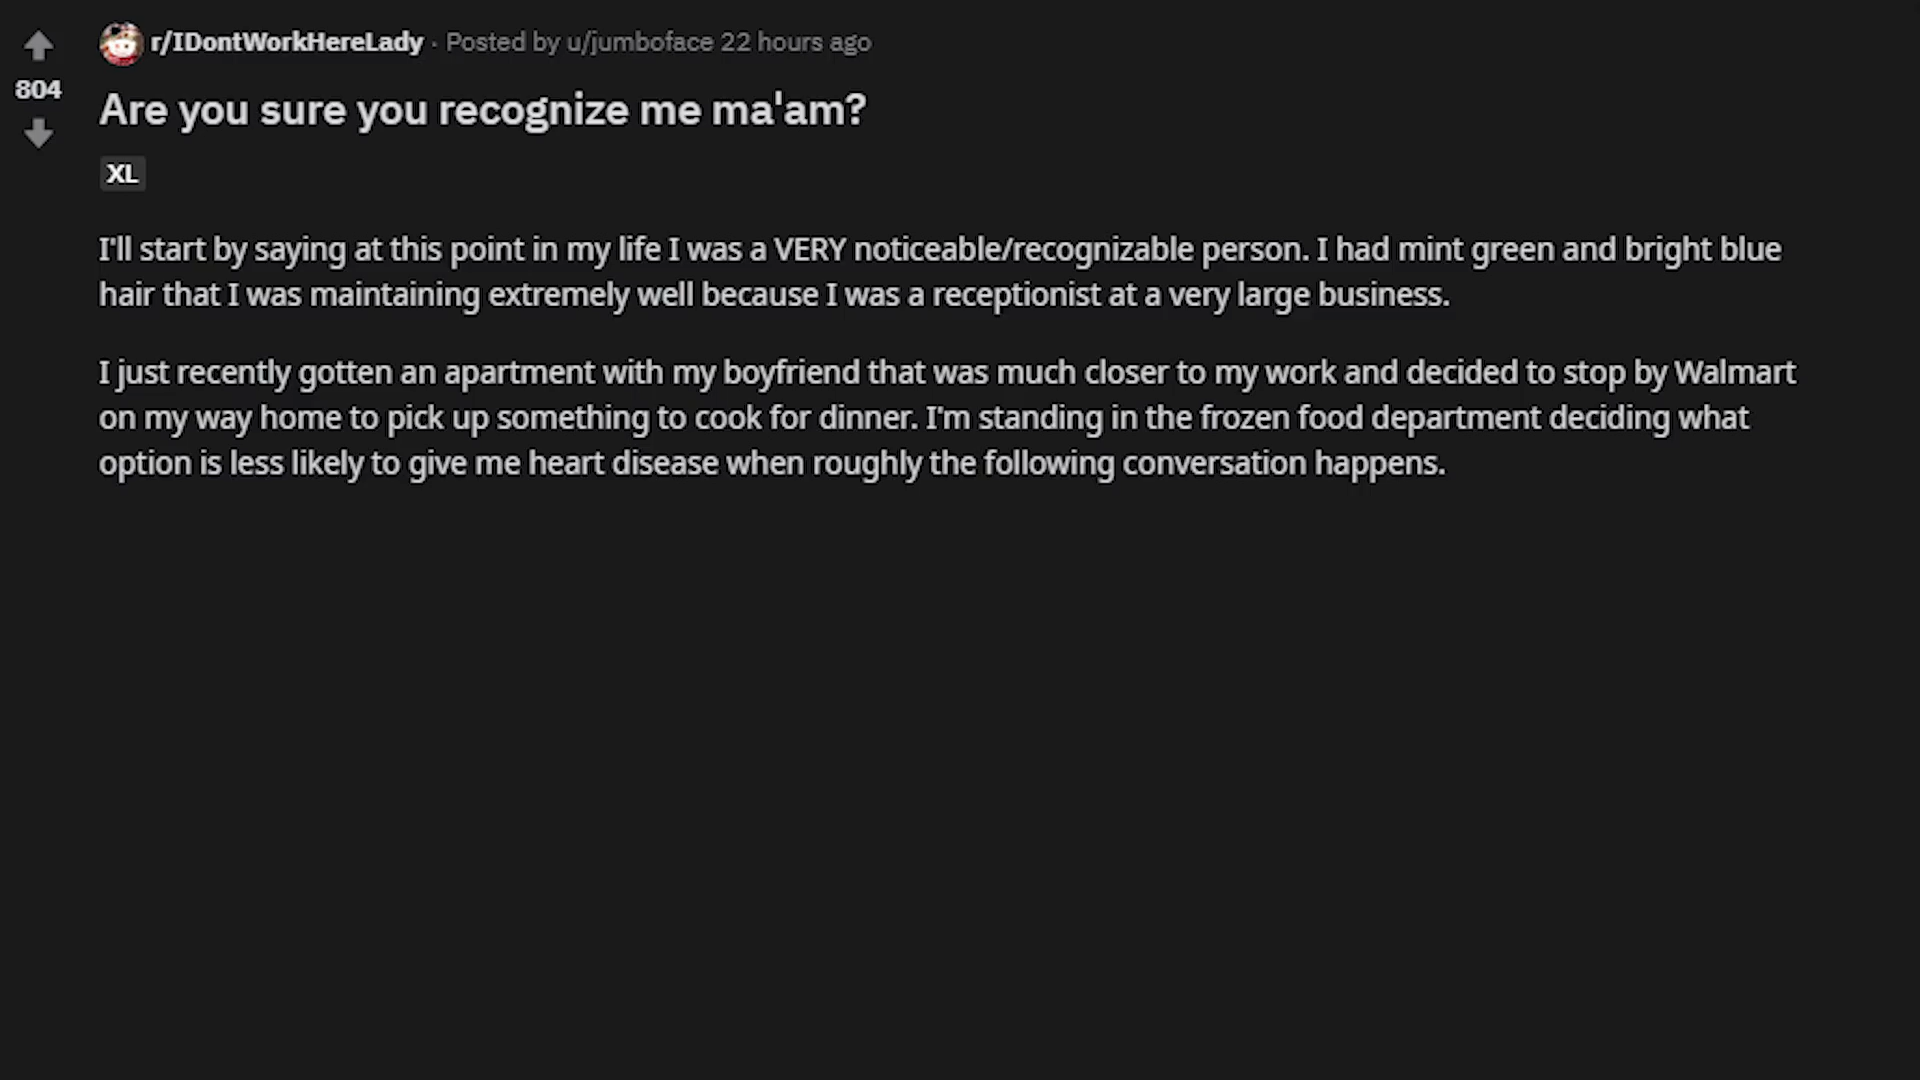 r/IDontWorkHereLady · Posted by u/jumboface 22 hours ago
804
Are you sure you recognize me ma'am?
XL
I'll start by saying at this point in my life I was a VERY noticeable/recognizable person. I had mint green and bright blue
hair that I was maintaining extremely well because I was a receptionist at a very large business.
I just recently gotten an apartment with my boyfriend that was much closer to my work and decided to stop by Walmart
on my way home to pick up something to cook for dinner. I'm standing in the frozen food department deciding what
option is less likely to give me heart disease when roughly the following conversation happens.